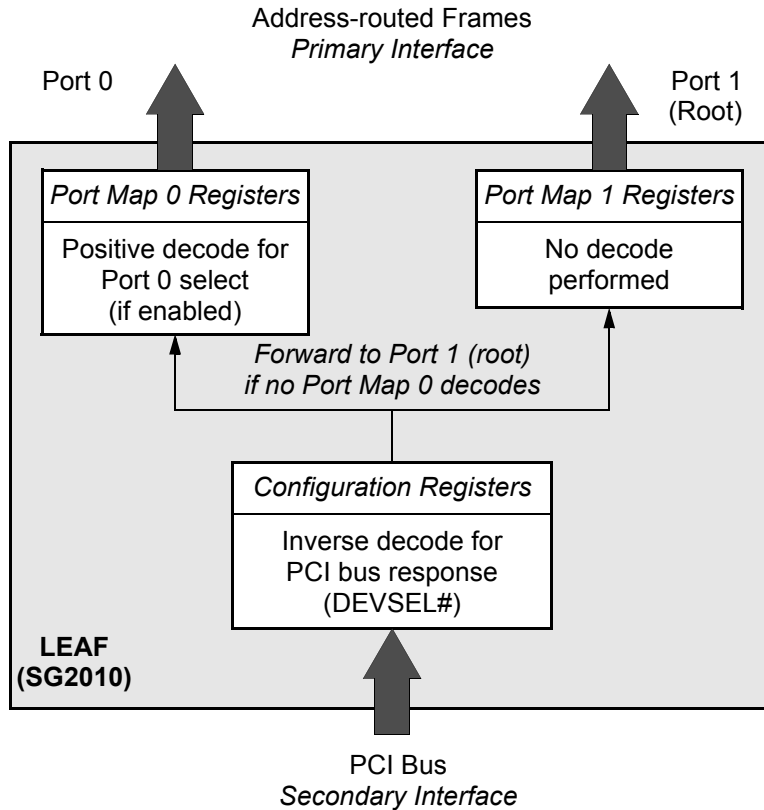 Address-routed Frames
Primary Interface
Port 0
Port 1
(Root)
Port Map 0 Registers
Positive decode for
Port 0 select
(if enabled)
Port Map 1 Registers
No decode
performed
Forward to Port 1 (root)
if no Port Map 0 decodes
Configuration Registers
Inverse decode for
PCI bus response
(DEVSEL#)
LEAF
(SG2010)
PCI Bus
Secondary Interface